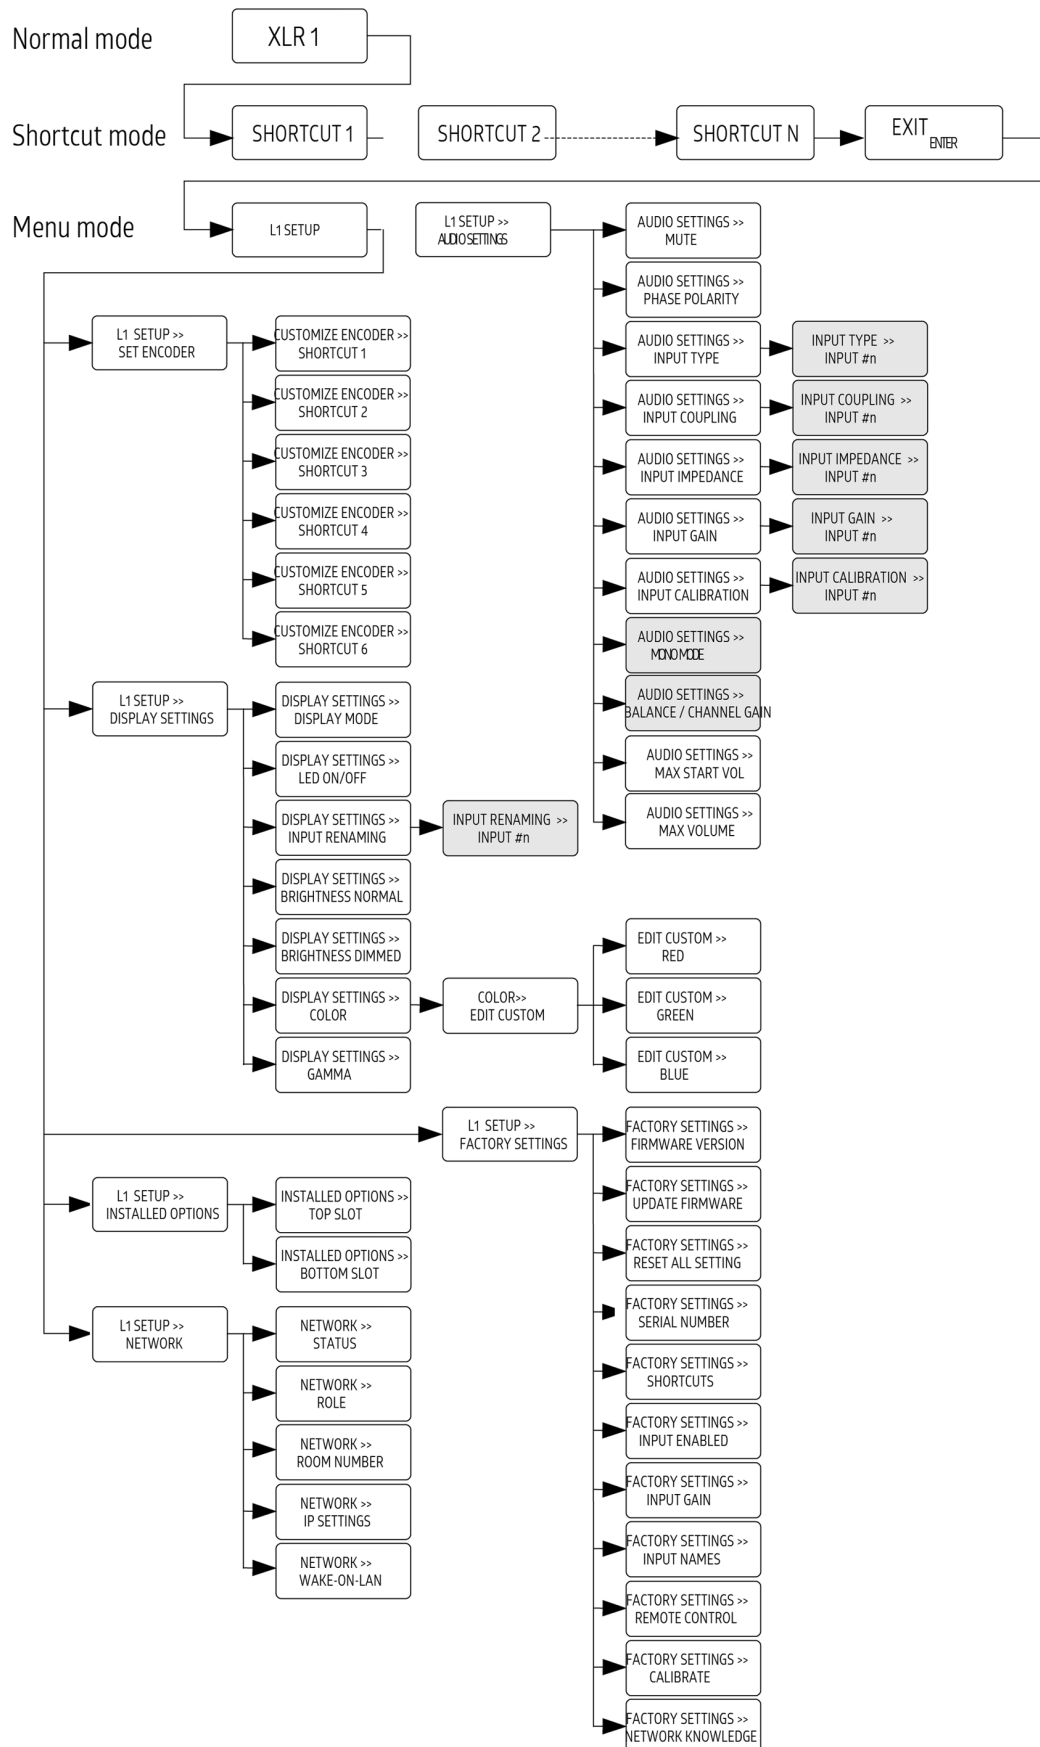 Normal mode
XLR 1
Shortcut mode
SHORTCUT 1
SHORTCUT 2
SHORTCUT N
EXIT
ENTER
Menu mode
L1 SETUP
L1 SETUP >>
SET ENCODER
CUSTOMIZE ENCODER >>
SHORTCUT 1
CUSTOMIZE ENCODER >>
SHORTCUT 2
CUSTOMIZE ENCODER >>
SHORTCUT 3
CUSTOMIZE ENCODER >>
SHORTCUT 4
CUSTOMIZE ENCODER >>
SHORTCUT 5
CUSTOMIZE ENCODER >>
SHORTCUT 6
L1 SETUP >>
DISPLAY SETTINGS
DISPLAY SETTINGS >>
DISPLAY MODE
DISPLAY SETTINGS >>
LED ON/OFF
DISPLAY SETTINGS >>
INPUT RENAMING
INPUT RENAMING >>
INPUT #n
DISPLAY SETTINGS >>
BRIGHTNESS NORMAL
DISPLAY SETTINGS >>
BRIGHTNESS DIMMED
DISPLAY SETTINGS >>
COLOR
COLOR>>
EDIT CUSTOM
EDIT CUSTOM >>
RED
EDIT CUSTOM >>
GREEN
EDIT CUSTOM >>
BLUE
DISPLAY SETTINGS >>
GAMMA
L1 SETUP >>
AUDIO SETTINGS
AUDIO SETTINGS >>
MUTE
AUDIO SETTINGS >>
PHASE POLARITY
AUDIO SETTINGS >>
INPUT TYPE
INPUT TYPE >>
INPUT #n
AUDIO SETTINGS >>
INPUT COUPLING
INPUT COUPLING >>
INPUT #n
AUDIO SETTINGS >>
INPUT IMPEDANCE
INPUT IMPEDANCE >>
INPUT #n
AUDIO SETTINGS >>
INPUT GAIN
INPUT GAIN >>
INPUT #n
AUDIO SETTINGS >>
INPUT CALIBRATION
INPUT CALIBRATION >>
INPUT #n
AUDIO SETTINGS >>
MONO MODE
AUDIO SETTINGS >>
BALANCE / CHANNEL GAIN
AUDIO SETTINGS >>
MAX START VOL
AUDIO SETTINGS >>
MAX VOLUME
L1 SETUP >>
FACTORY SETTINGS
FACTORY SETTINGS >>
FIRMWARE VERSION
FACTORY SETTINGS >>
UPDATE FIRMWARE
FACTORY SETTINGS >>
RESET ALL SETTING
FACTORY SETTINGS >>
SERIAL NUMBER
FACTORY SETTINGS >>
SHORTCUTS
FACTORY SETTINGS >>
INPUT ENABLED
FACTORY SETTINGS >>
INPUT GAIN
FACTORY SETTINGS >>
INPUT NAMES
FACTORY SETTINGS >>
REMOTE CONTROL
FACTORY SETTINGS >>
CALIBRATE
FACTORY SETTINGS >>
NETWORK KNOWLEDGE
L1 SETUP >>
INSTALLED OPTIONS
INSTALLED OPTIONS >>
TOP SLOT
INSTALLED OPTIONS >>
BOTTOM SLOT
L1 SETUP >>
NETWORK
NETWORK >>
STATUS
NETWORK >>
ROLE
NETWORK >>
ROOM NUMBER
NETWORK >>
IP SETTINGS
NETWORK >>
WAKE-ON-LAN